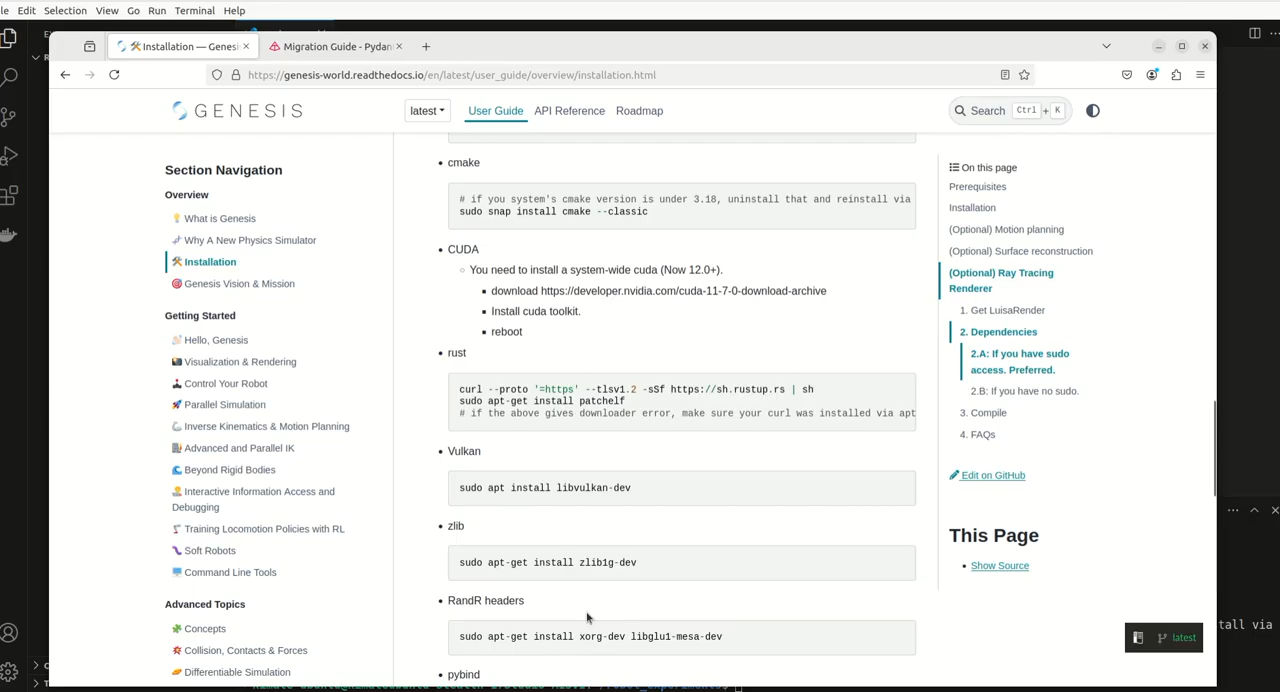 le Edit Selection View Go Run Terminal Help
Installation — Genesi
Migration Guide - Pydan
https://genesis-world.readthedocs.io/en/latest/user_guide/overview/installation.html
GENESIS
latest
User Guide
API Reference
Roadmap
Search Ctrl + K
Section Navigation
Overview
What is Genesis
Why A New Physics Simulator
Installation
Genesis Vision & Mission
Getting Started
Hello, Genesis
Visualization & Rendering
Control Your Robot
Parallel Simulation
Inverse Kinematics & Motion Planning
Advanced and Parallel IK
Beyond Rigid Bodies
Interactive Information Access and
Debugging
Training Locomotion Policies with RL
Soft Robots
Command Line Tools
Advanced Topics
Concepts
Collision, Contacts & Forces
Differentiable Simulation
• cmake
# if you system's cmake version is under 3.18, uninstall that and reinstall via
sudo snap install cmake --classic
• CUDA
You need to install a system-wide cuda (Now 12.0+).
download https://developer.nvidia.com/cuda-11-7-0-download-archive
Install cuda toolkit.
reboot
• rust
curl --proto '=https' --tlsv1.2 -sSf https://sh.rustup.rs | sh
sudo apt-get install patchelf
# if the above gives downloader error, make sure your curl was installed via apt
• Vulkan
sudo apt install libvulkan-dev
• zlib
sudo apt-get install zlib1g-dev
• RandR headers
sudo apt-get install xorg-dev libglu1-mesa-dev
• pybind
On this page
Prerequisites
Installation
(Optional) Motion planning
(Optional) Surface reconstruction
(Optional) Ray Tracing
Renderer
1. Get LuisaRender
2. Dependencies
2.A: If you have sudo
access. Preferred.
2.B: If you have no sudo.
3. Compile
4. FAQs
Edit on GitHub
This Page
• Show Source
latest
tall via